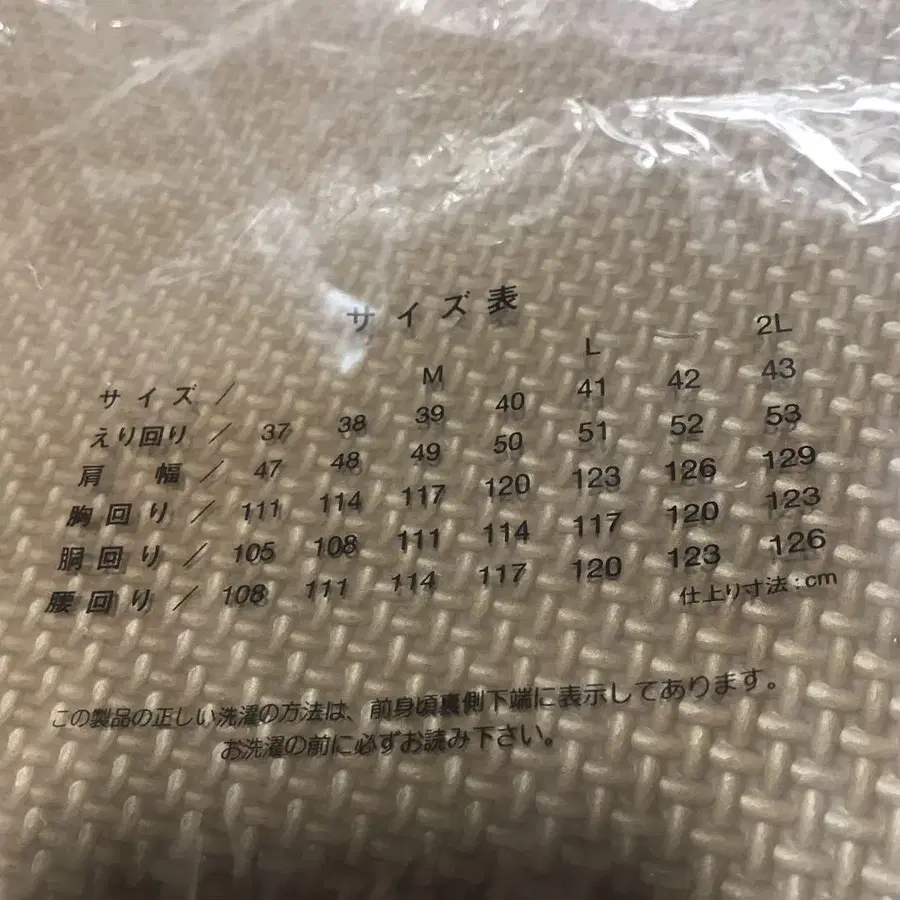 サイズ表
サイズ / M L — 2L
えり回り / 37 38 39 40 41 42 43
肩幅 / 47 48 49 50 51 52 53
胸回り / 111 114 117 120 123 126 129
胴回り / 105 108 111 114 117 120 123
腰回り / 108 111 114 117 120 123 126
仕上り寸法:cm
この製品の正しい洗濯の方法は、前身頃裏側下端に表示してあります。
お洗濯の前に必ずお読み下さい。